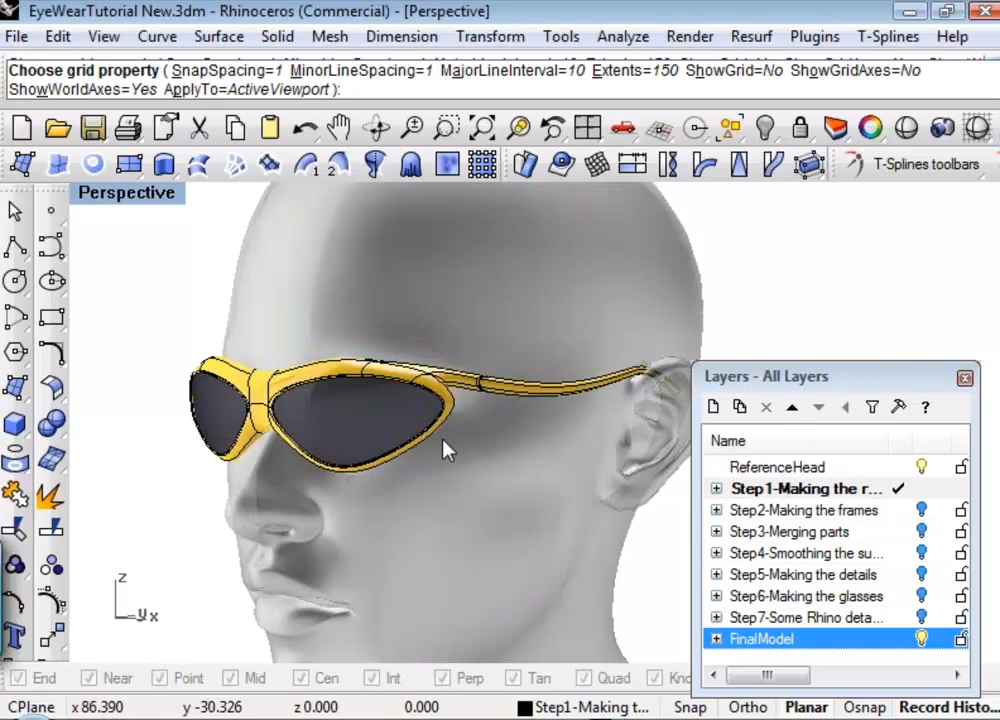 EyeWearTutorial New.3dm - Rhinoceros (Commercial) - [Perspective]
File Edit View Curve Surface Solid Mesh Dimension Transform Tools Analyze Render Resurf Plugins T-Splines Help
Choose grid property ( SnapSpacing=1 MinorLineSpacing=1 MajorLineInterval=10 Extents=150 ShowGrid=No ShowGridAxes=No
ShowWorldAxes=Yes ApplyTo=ActiveViewport ):
1 2 T-Splines toolbars
Perspective
Layers - All Layers
Name
ReferenceHead
Step1-Making the r...
Step2-Making the frames
Step3-Merging parts
Step4-Smoothing the su...
Step5-Making the details
Step6-Making the glasses
Step7-Some Rhino deta...
FinalModel
z
y x
T
End Near Point Mid Cen Int Perp Tan Quad Kno
CPlane x 86.390 y -30.326 z 0.000 0.000 Step1-Making t... Snap Ortho Planar Osnap Record Histo...